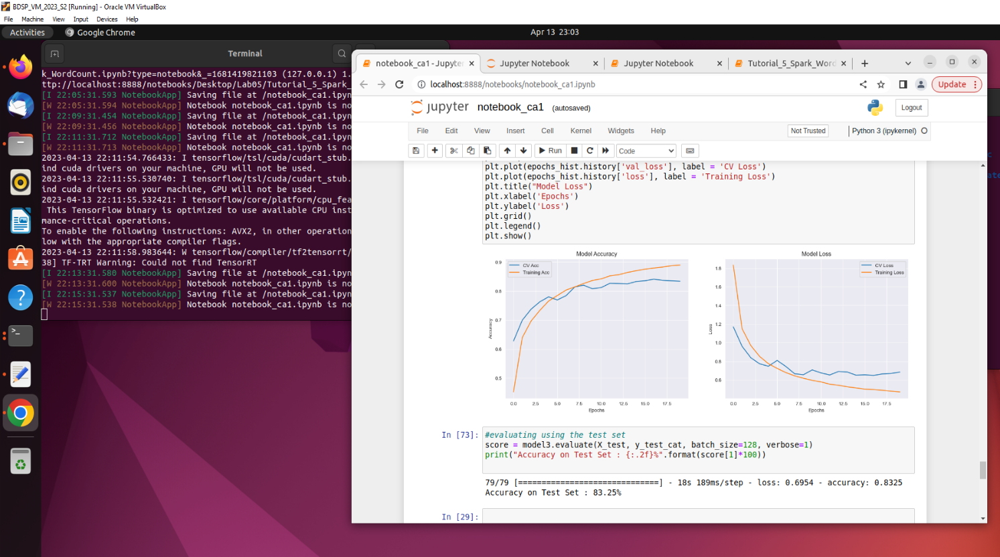 BDSP_VM_2023_S2 [Running] - Oracle VM VirtualBox
File Machine View Input Devices Help
Activities Google Chrome Apr 13 23:03
Terminal
k_WordCount.ipynb?type=notebook&_=1681419821103 (127.0.0.1) 1.
ttp://localhost:8888/notebooks/Desktop/Lab05/Tutorial_5_Spark_
[I 22:05:31.593 NotebookApp] Saving file at /notebook_ca1.ipyn
[W 22:05:31.594 NotebookApp] Notebook notebook_ca1.ipynb is no
[I 22:09:31.454 NotebookApp] Saving file at /notebook_ca1.ipyn
[W 22:09:31.456 NotebookApp] Notebook notebook_ca1.ipynb is no
[I 22:11:31.712 NotebookApp] Saving file at /notebook_ca1.ipyn
[W 22:11:31.713 NotebookApp] Notebook notebook_ca1.ipynb is no
2023-04-13 22:11:54.766433: I tensorflow/tsl/cuda/cudart_stub.
ind cuda drivers on your machine, GPU will not be used.
2023-04-13 22:11:55.530740: I tensorflow/tsl/cuda/cudart_stub.
ind cuda drivers on your machine, GPU will not be used.
2023-04-13 22:11:55.532421: I tensorflow/core/platform/cpu_fea
This TensorFlow binary is optimized to use available CPU inst
mance-critical operations.
To enable the following instructions: AVX2, in other operation
low with the appropriate compiler flags.
2023-04-13 22:11:58.983644: W tensorflow/compiler/tf2tensorrt/
38] TF-TRT Warning: Could not find TensorRT
[I 22:13:31.580 NotebookApp] Saving file at /notebook_ca1.ipyn
[W 22:13:31.600 NotebookApp] Notebook notebook_ca1.ipynb is no
[I 22:15:31.537 NotebookApp] Saving file at /notebook_ca1.ipyn
[W 22:15:31.538 NotebookApp] Notebook notebook_ca1.ipynb is no
notebook_ca1 - Jupyter Jupyter Notebook Jupyter Notebook Tutorial_5_Spark_Word
localhost:8888/notebooks/notebook_ca1.ipynb Update
jupyter notebook_ca1 (autosaved) Logout
File Edit View Insert Cell Kernel Widgets Help Not Trusted Python 3 (ipykernel)
Run Code
plt.plot(epochs_hist.history['val_loss'], label = 'CV Loss')
plt.plot(epochs_hist.history['loss'], label = 'Training Loss')
plt.title("Model Loss")
plt.xlabel('Epochs')
plt.ylabel('Loss')
plt.grid()
plt.legend()
plt.show()
Model Accuracy
CV Acc
Training Acc
0.9
0.8
0.7
0.6
0.5
Accuracy
0.0 2.5 5.0 7.5 10.0 12.5 15.0 17.5
Epochs
Model Loss
CV Loss
Training Loss
1.8
1.6
1.4
1.2
1.0
0.8
0.6
Loss
0.0 2.5 5.0 7.5 10.0 12.5 15.0 17.5
Epochs
In [73]: #evaluating using the test set
score = model3.evaluate(X_test, y_test_cat, batch_size=128, verbose=1)
print("Accuracy on Test Set : {:.2f}%".format(score[1]*100))
79/79 [==============================] - 18s 189ms/step - loss: 0.6954 - accuracy: 0.8325
Accuracy on Test Set : 83.25%
In [29]: